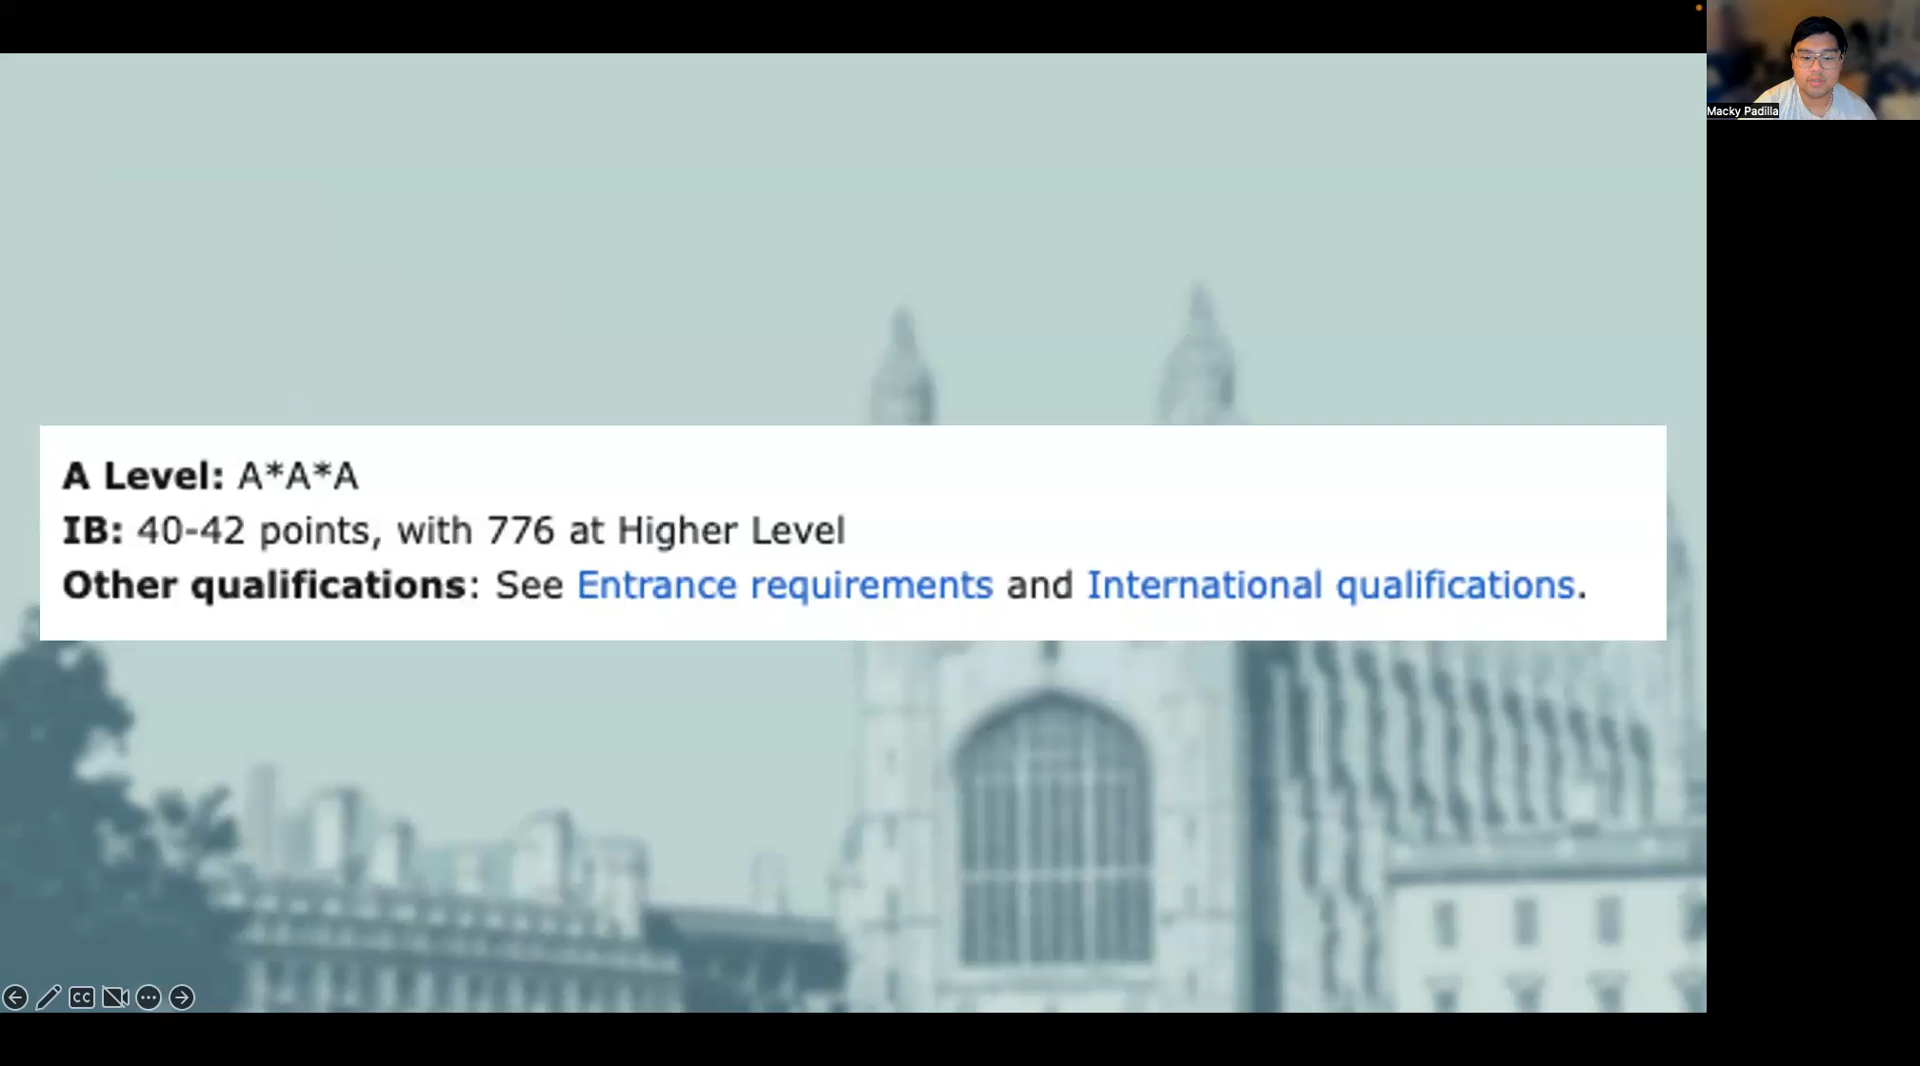 A Level: A*A*A
IB: 40-42 points, with 776 at Higher Level
Other qualifications: See Entrance requirements and International qualifications.
Macky Padilla
CC